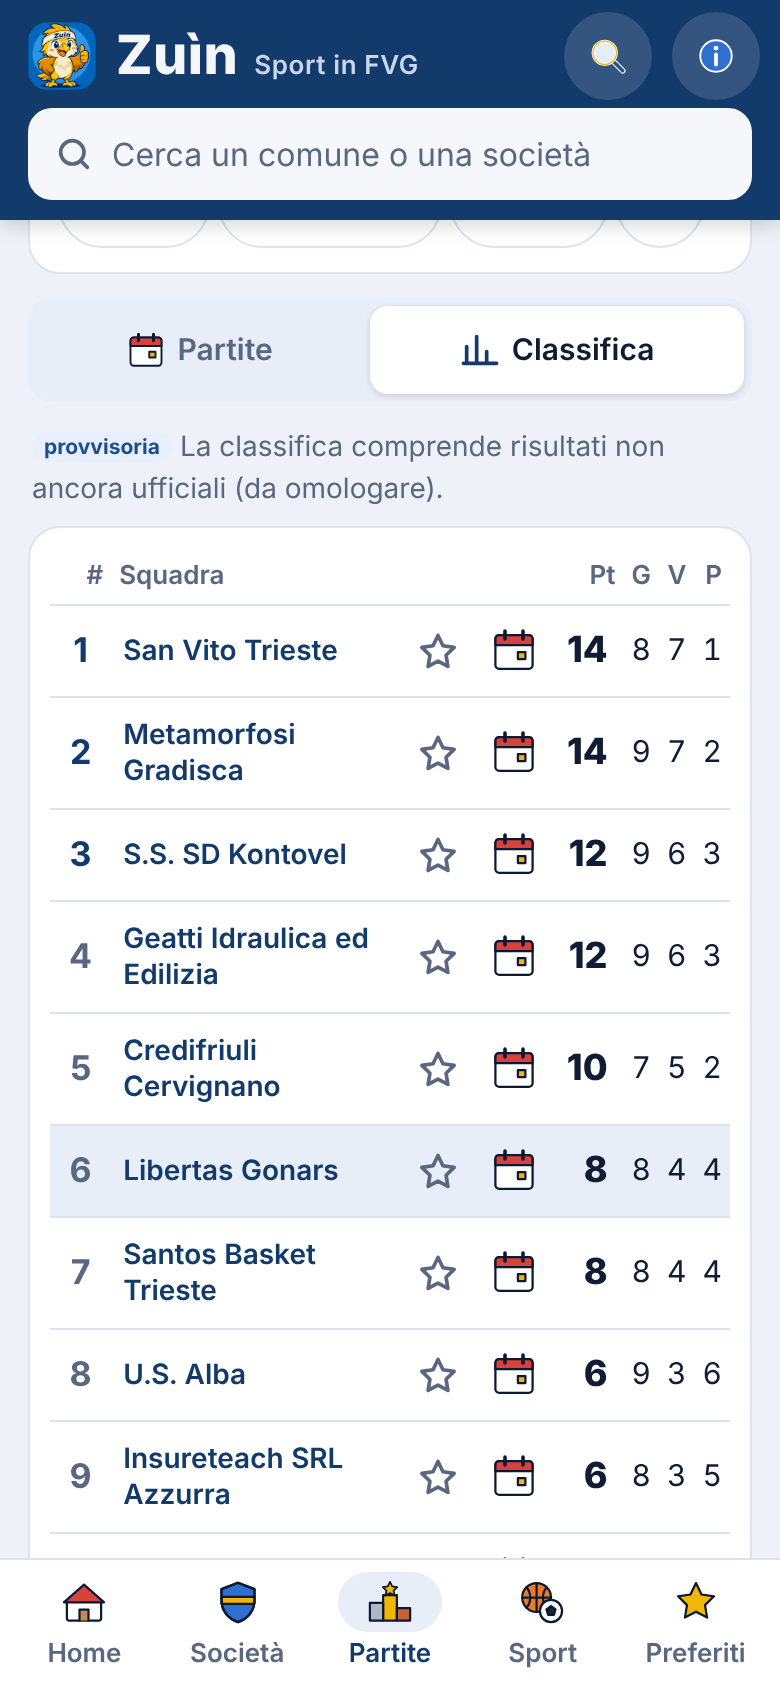 Zuìn Sport in FVG
Cerca un comune o una società
Partite Classifica
provvisoria La classifica comprende risultati non
ancora ufficiali (da omologare).
# Squadra Pt G V P
1 San Vito Trieste 14 8 7 1
2 Metamorfosi Gradisca 14 9 7 2
3 S.S. SD Kontovel 12 9 6 3
4 Geatti Idraulica ed Edilizia 12 9 6 3
5 Credifriuli Cervignano 10 7 5 2
6 Libertas Gonars 8 8 4 4
7 Santos Basket Trieste 8 8 4 4
8 U.S. Alba 6 9 3 6
9 Insureteach SRL Azzurra 6 8 3 5
Home Società Partite Sport Preferiti